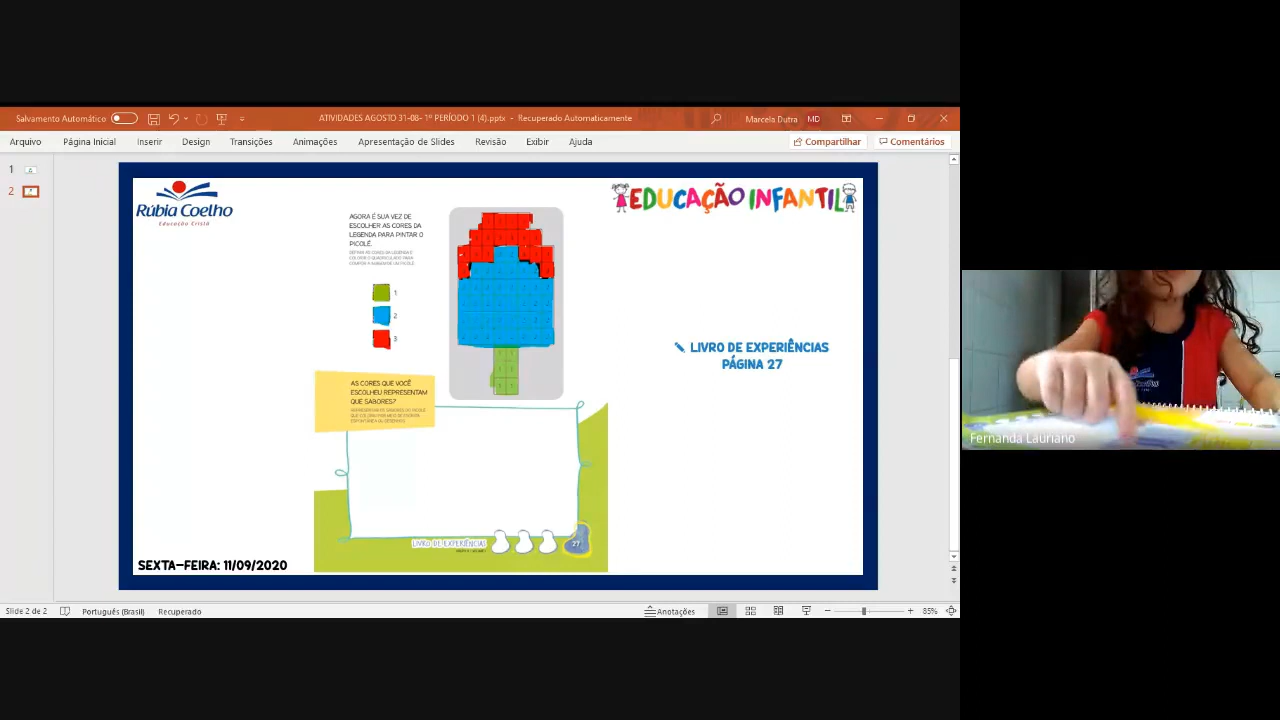 Salvamento Automático
ATIVIDADES AGOSTO 31-08- 1º PERÍODO 1 (4).pptx - Recuperado Automaticamente
Marcela Dutra MD
Arquivo Página Inicial Inserir Design Transições Animações Apresentação de Slides Revisão Exibir Ajuda
Compartilhar Comentários
1
2
Rúbia Coelho
Educação Cristã
EDUCAÇÃO INFANTIL
AGORA É SUA VEZ DE
ESCOLHER AS CORES DA
LEGENDA PARA PINTAR O
PICOLÉ.
1
2
3
LIVRO DE EXPERIÊNCIAS
PÁGINA 27
AS CORES QUE VOCÊ
ESCOLHEU REPRESENTAM
QUE SABORES?
LIVRO DE EXPERIÊNCIAS
27
SEXTA-FEIRA: 11/09/2020
Fernanda Lauriano
Slide 2 de 2 Português (Brasil) Recuperado
Anotações
85%